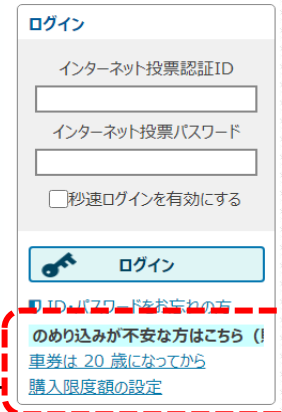 ログイン
インターネット投票認証ID
インターネット投票パスワード
秒速ログインを有効にする
ログイン
ID・パスワードをお忘れの方
のめり込みが不安な方はこちら（
車券は 20 歳になってから
購入限度額の設定